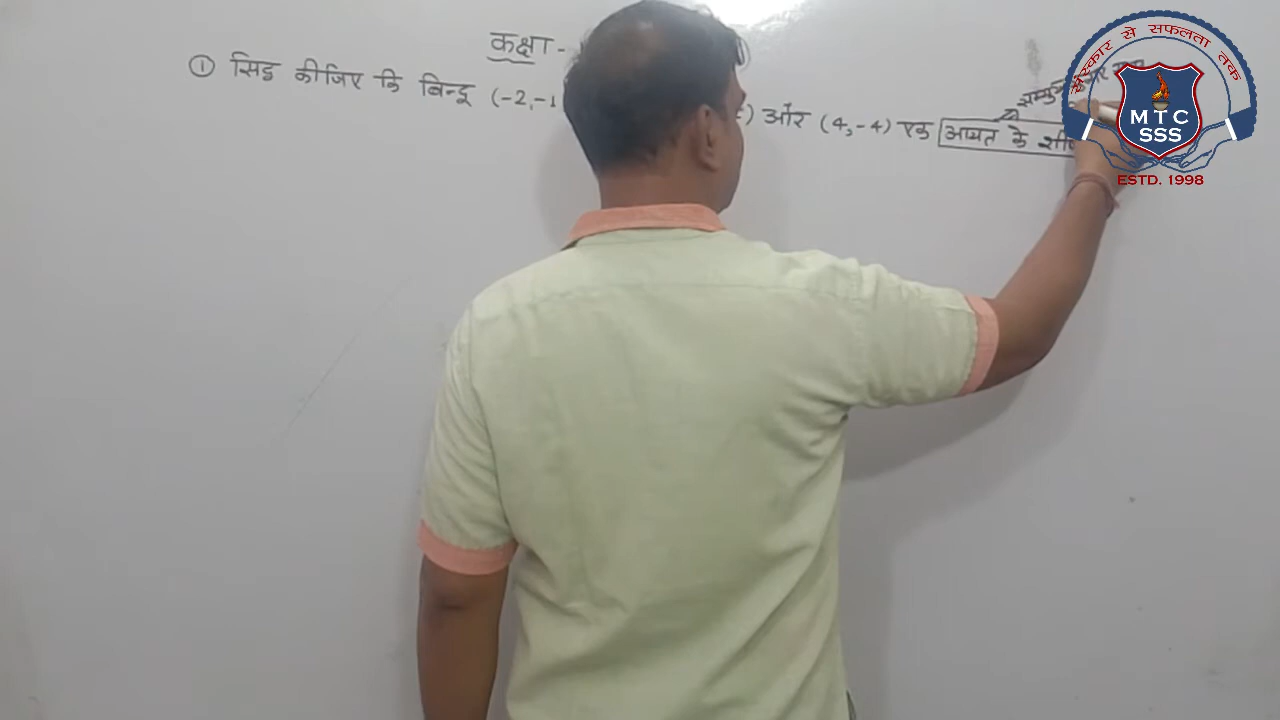 कक्षा -
① सिद्ध कीजिए कि बिन्दू (-2,-1 ) और (4,-4) एक आयत के
संस्कार से सफलता तक
MTC
SSS
ESTD. 1998